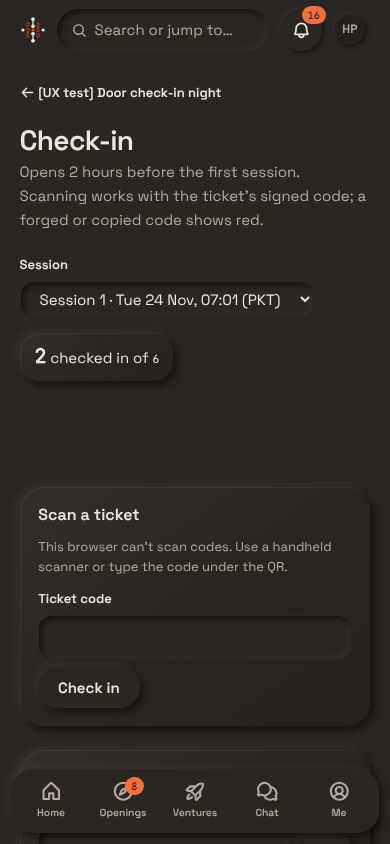 Search or jump to...
16
HP
← [UX test] Door check-in night
Check-in
Opens 2 hours before the first session.
Scanning works with the ticket's signed code; a
forged or copied code shows red.
Session
Session 1 · Tue 24 Nov, 07:01 (PKT)
2 checked in of 6
Scan a ticket
This browser can't scan codes. Use a handheld
scanner or type the code under the QR.
Ticket code
Check in
8
Home
Openings
Ventures
Chat
Me